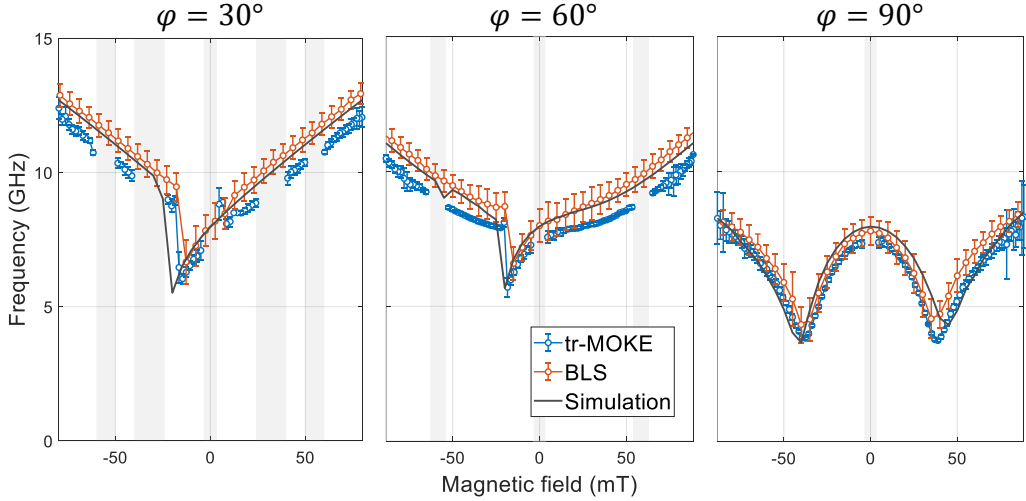 φ = 30°
φ = 60°
φ = 90°
Frequency (GHz)
15
10
5
0
-50
0
50
-50
0
50
-50
0
50
tr-MOKE
BLS
Simulation
Magnetic field (mT)